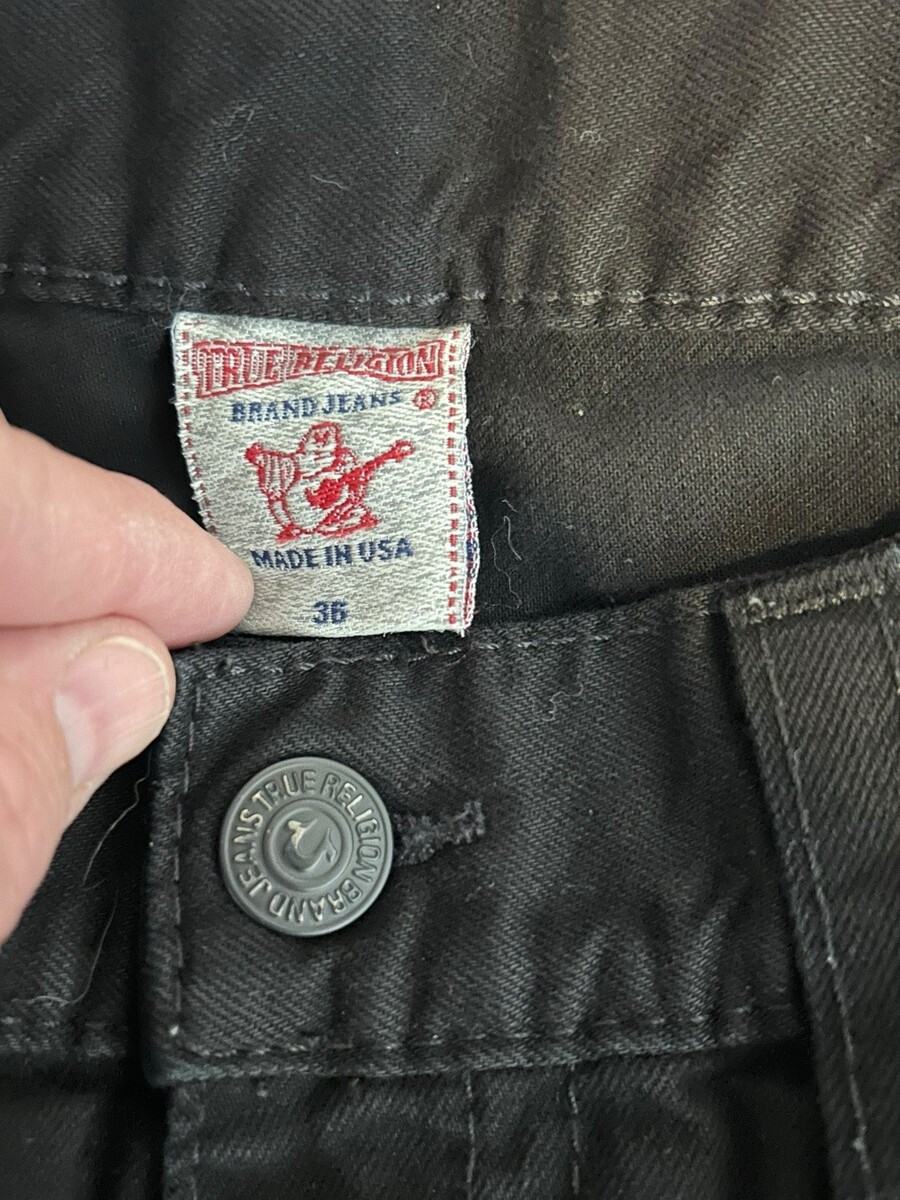 TRUE RELIGION
BRAND JEANS ®
MADE IN USA
36
TRUE RELIGION BRAND JEANS